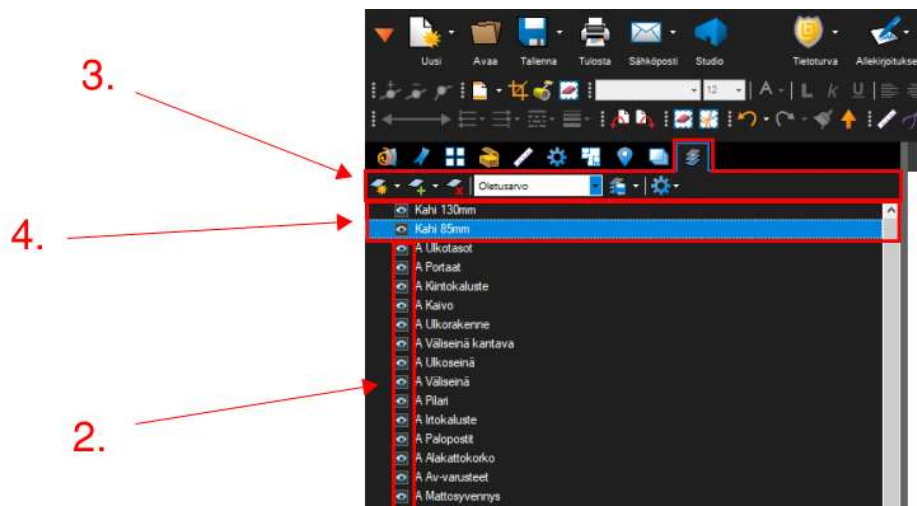 3.
4.
2.
Uusi Avaa Tallenna Tulosta Sähköposti Studio Tietoturva Allekirjoitukse
12 A L k U
Oletusarvo
Kahi 130mm
Kahi 85mm
A Ulkotasot
A Portaat
A Kiintokaluste
A Kaivo
A Ulkorakenne
A Väliseinä kantava
A Ulkoseinä
A Väliseinä
A Pilari
A Irtokaluste
A Palopostit
A Alakattokorko
A Av-varusteet
A Mattosyvennys